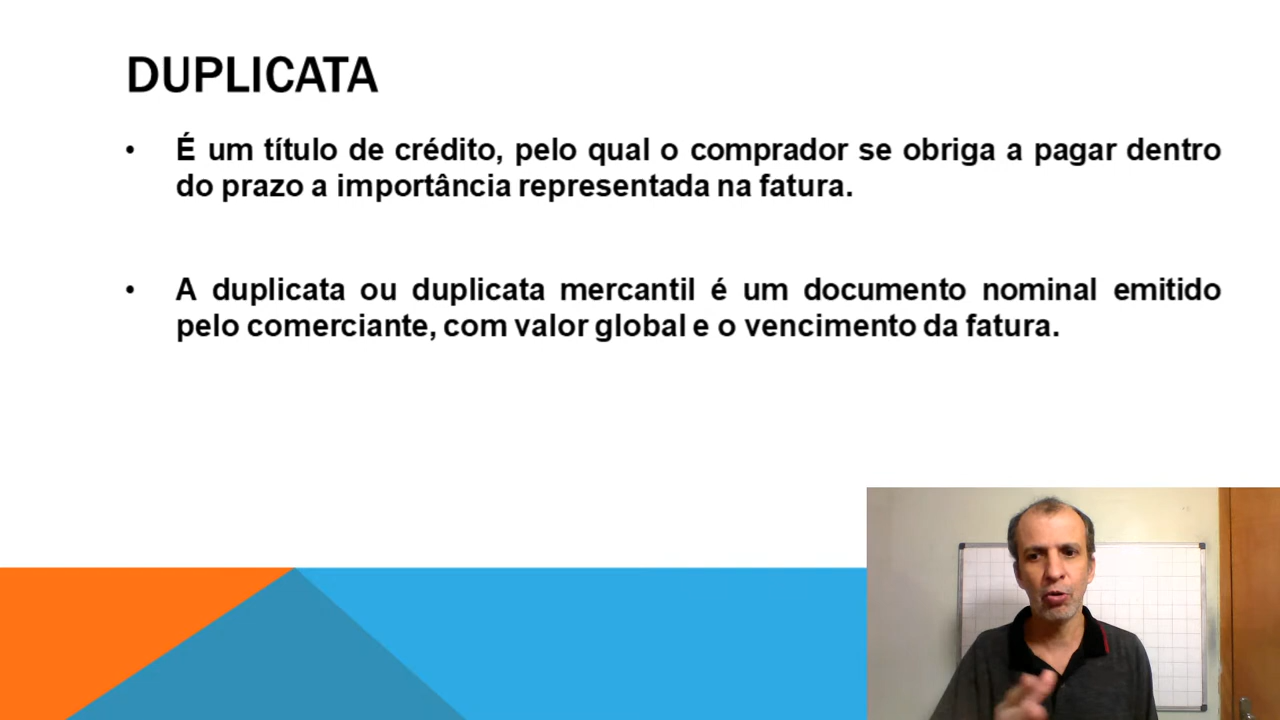 DUPLICATA
• É um título de crédito, pelo qual o comprador se obriga a pagar dentro
do prazo a importância representada na fatura.
• A duplicata ou duplicata mercantil é um documento nominal emitido
pelo comerciante, com valor global e o vencimento da fatura.